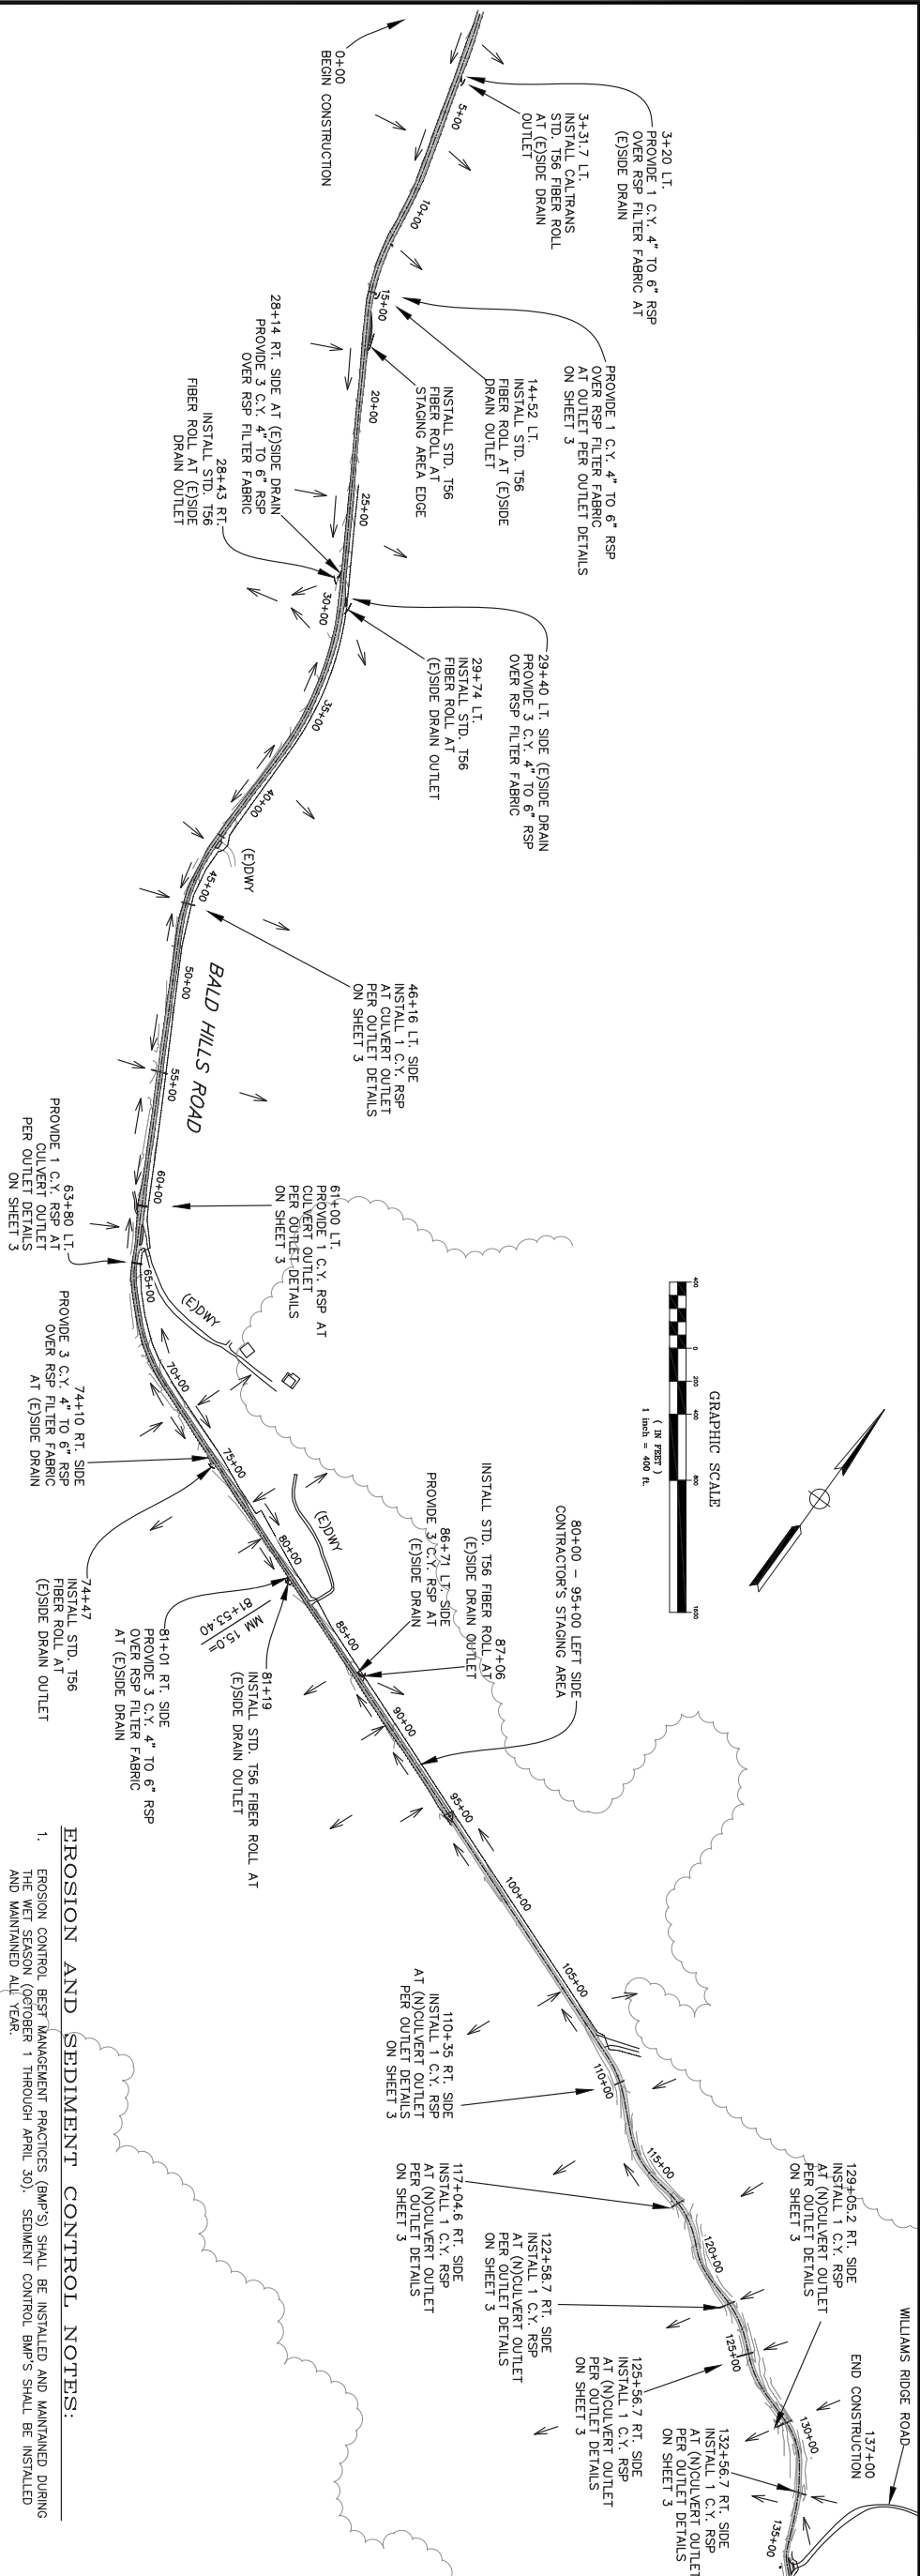 0+00
BEGIN CONSTRUCTION
3+20 LT.
PROVIDE 1 C.Y. 4" TO 6" RSP
OVER RSP FILTER FABRIC AT
(E)SIDE DRAIN
3+31.7 LT.
INSTALL CALTRANS
STD. T56 FIBER ROLL
AT (E)SIDE DRAIN
OUTLET
5+00
10+00
15+00
PROVIDE 1 C.Y. 4" TO 6" RSP
OVER RSP FILTER FABRIC
AT OUTLET PER OUTLET DETAILS
ON SHEET 3
14+52 LT.
INSTALL STD. T56
FIBER ROLL AT (E)SIDE
DRAIN OUTLET
INSTALL STD. T56
FIBER ROLL AT
STAGING AREA EDGE
20+00
25+00
28+14 RT. SIDE AT (E)SIDE DRAIN
PROVIDE 3 C.Y. 4" TO 6" RSP
OVER RSP FILTER FABRIC
28+43 RT.
INSTALL STD. T56
FIBER ROLL AT (E)SIDE
DRAIN OUTLET
30+00
29+40 LT. SIDE (E)SIDE DRAIN
PROVIDE 3 C.Y. 4" TO 6" RSP
OVER RSP FILTER FABRIC
29+74 LT.
INSTALL STD. T56
FIBER ROLL AT
(E)SIDE DRAIN OUTLET
35+00
40+00
(E)DWY
45+00
46+16 LT. SIDE
INSTALL 1 C.Y. RSP
AT CULVERT OUTLET
PER OUTLET DETAILS
ON SHEET 3
50+00
BALD HILLS ROAD
55+00
60+00
61+00 LT.
PROVIDE 1 C.Y. RSP AT
CULVERT OUTLET
PER OUTLET DETAILS
ON SHEET 3
63+80 LT.
PROVIDE 1 C.Y. RSP AT
CULVERT OUTLET
PER OUTLET DETAILS
ON SHEET 3
65+00
(E)DWY
70+00
74+10 RT. SIDE
PROVIDE 3 C.Y. 4" TO 6" RSP
OVER RSP FILTER FABRIC
AT (E)SIDE DRAIN
75+00
74+47
INSTALL STD. T56
FIBER ROLL AT
(E)SIDE DRAIN OUTLET
80+00
(E)DWY
81+01 RT. SIDE
PROVIDE 3 C.Y. 4" TO 6" RSP
OVER RSP FILTER FABRIC
AT (E)SIDE DRAIN
MM 15.0=
81+53.40
81+19
INSTALL STD. T56 FIBER ROLL AT
(E)SIDE DRAIN OUTLET
85+00
86+71 LT. SIDE
PROVIDE 3 C.Y. RSP AT
(E)SIDE DRAIN
87+06
INSTALL STD. T56 FIBER ROLL AT
(E)SIDE DRAIN OUTLET
80+00 - 95+00 LEFT SIDE
CONTRACTOR'S STAGING AREA
90+00
95+00
100+00
105+00
110+00
110+35 RT. SIDE
INSTALL 1 C.Y. RSP
AT (N)CULVERT OUTLET
PER OUTLET DETAILS
ON SHEET 3
115+00
117+04.6 RT. SIDE
INSTALL 1 C.Y. RSP
AT (N)CULVERT OUTLET
PER OUTLET DETAILS
ON SHEET 3
120+00
122+58.7 RT. SIDE
INSTALL 1 C.Y. RSP
AT (N)CULVERT OUTLET
PER OUTLET DETAILS
ON SHEET 3
125+00
125+56.7 RT. SIDE
INSTALL 1 C.Y. RSP
AT (N)CULVERT OUTLET
PER OUTLET DETAILS
ON SHEET 3
129+05.2 RT. SIDE
INSTALL 1 C.Y. RSP
AT (N)CULVERT OUTLET
PER OUTLET DETAILS
ON SHEET 3
130+00
132+56.7 RT. SIDE
INSTALL 1 C.Y. RSP
AT (N)CULVERT OUTLET
PER OUTLET DETAILS
ON SHEET 3
135+00
137+00
END CONSTRUCTION
WILLIAMS RIDGE ROAD
GRAPHIC SCALE
400 0 200 400 800 1600
( IN FEET )
1 inch = 400 ft.
EROSION AND SEDIMENT CONTROL NOTES:
1. EROSION CONTROL BEST MANAGEMENT PRACTICES (BMP'S) SHALL BE INSTALLED AND MAINTAINED DURING
THE WET SEASON (OCTOBER 1 THROUGH APRIL 30). SEDIMENT CONTROL BMP'S SHALL BE INSTALLED
AND MAINTAINED ALL YEAR.